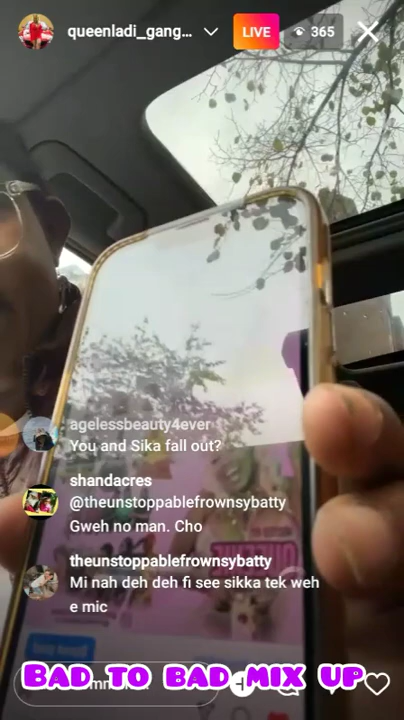 queenladi_gang...
LIVE
365
agelessbeauty4ever
You and Sika fall out?
shandacres
@theunstoppablefrownsybatty
Gweh no man. Cho
theunstoppablefrownsybatty
Mi nah deh deh fi see sikka tek weh
e mic
BAD TO BAD MIX UP